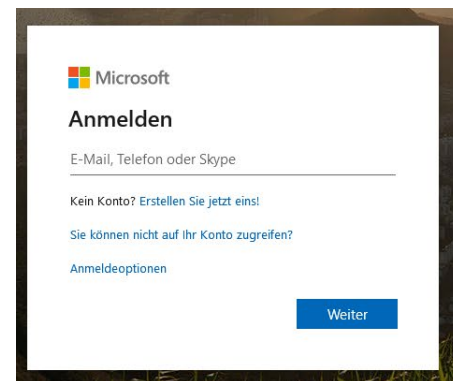 Microsoft
Anmelden
E-Mail, Telefon oder Skype
Kein Konto? Erstellen Sie jetzt eins!
Sie können nicht auf Ihr Konto zugreifen?
Anmeldeoptionen
Weiter